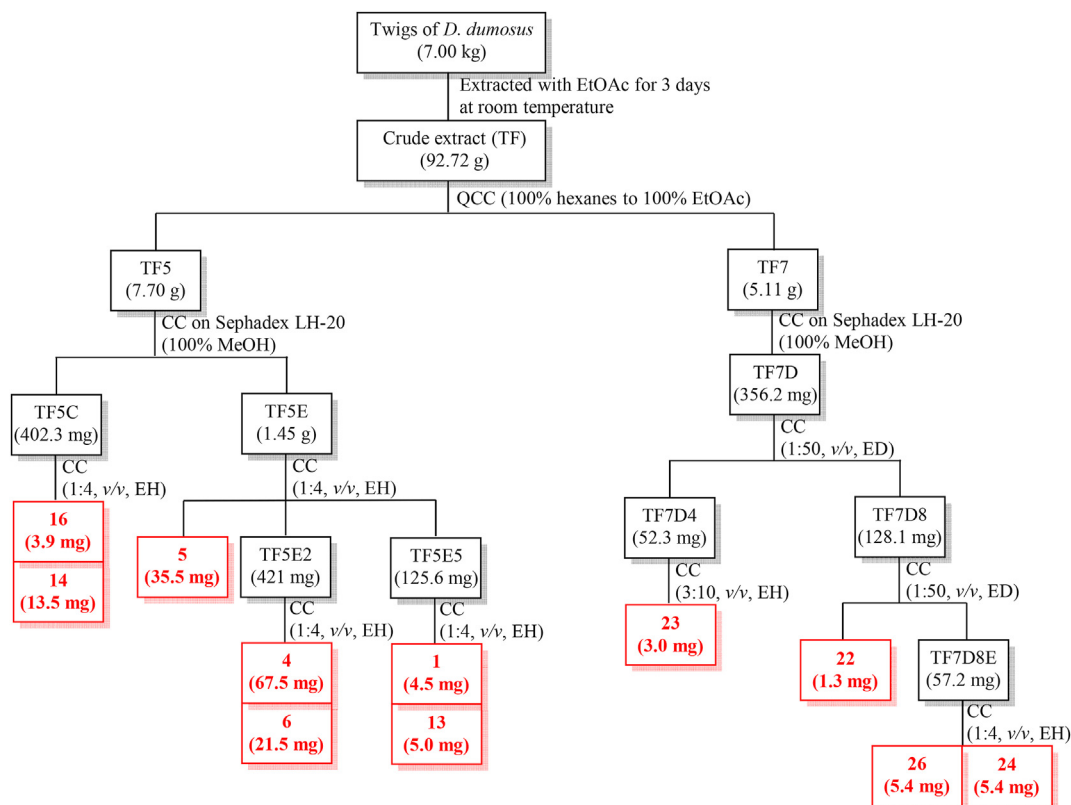 Twigs of D. dumosus
(7.00 kg)
Extracted with EtOAc for 3 days
at room temperature
Crude extract (TF)
(92.72 g)
QCC (100% hexanes to 100% EtOAc)
TF5
(7.70 g)
CC on Sephadex LH-20
(100% MeOH)
TF5C
(402.3 mg)
CC
(1:4, v/v, EH)
16
(3.9 mg)
14
(13.5 mg)
TF5E
(1.45 g)
CC
(1:4, v/v, EH)
5
(35.5 mg)
TF5E2
(421 mg)
CC
(1:4, v/v, EH)
4
(67.5 mg)
6
(21.5 mg)
TF5E5
(125.6 mg)
CC
(1:4, v/v, EH)
1
(4.5 mg)
13
(5.0 mg)
TF7
(5.11 g)
CC on Sephadex LH-20
(100% MeOH)
TF7D
(356.2 mg)
CC
(1:50, v/v, ED)
TF7D4
(52.3 mg)
CC
(3:10, v/v, EH)
23
(3.0 mg)
TF7D8
(128.1 mg)
CC
(1:50, v/v, ED)
22
(1.3 mg)
TF7D8E
(57.2 mg)
CC
(1:4, v/v, EH)
26
(5.4 mg)
24
(5.4 mg)